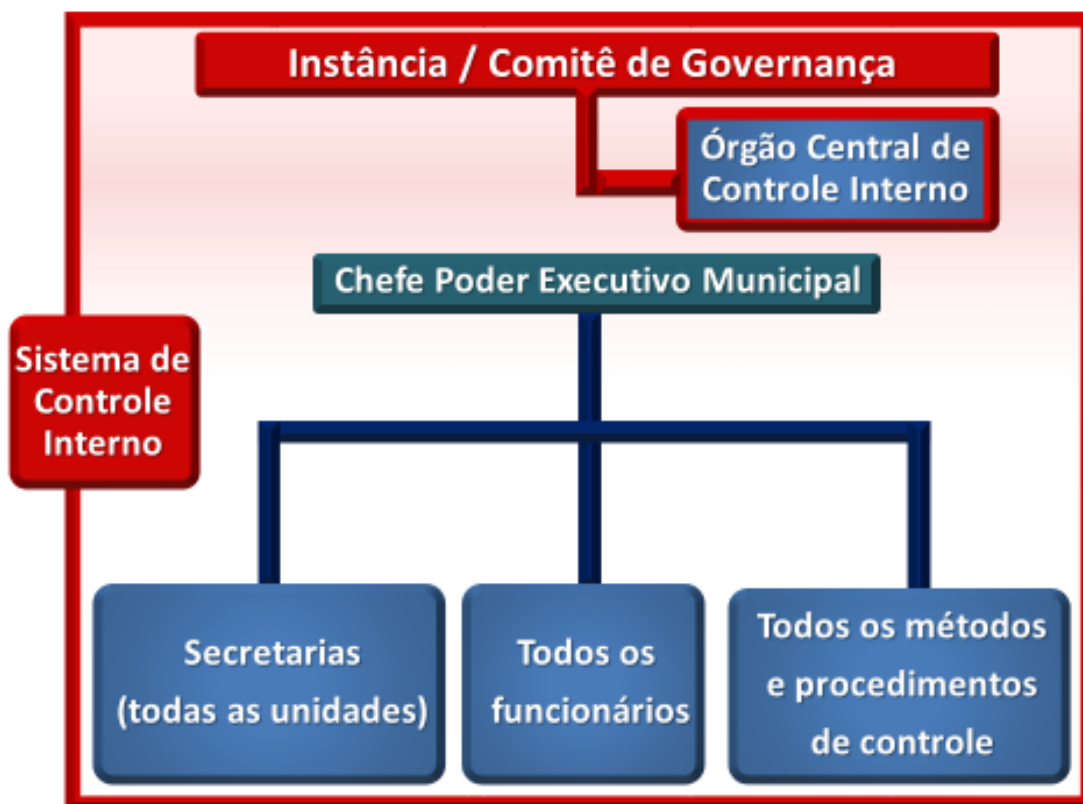 Instância / Comitê de Governança
Órgão Central de
Controle Interno
Chefe Poder Executivo Municipal
Sistema de
Controle
Interno
Secretarias
(todas as unidades)
Todos os
funcionários
Todos os métodos
e procedimentos
de controle